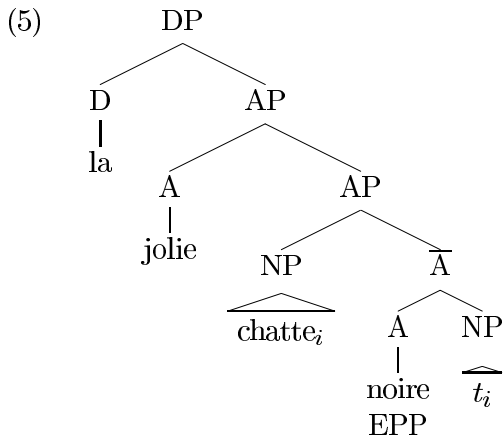 (5) DP
D AP
la
A AP
jolie
NP A̅
chatteᵢ A NP
noire tᵢ
EPP